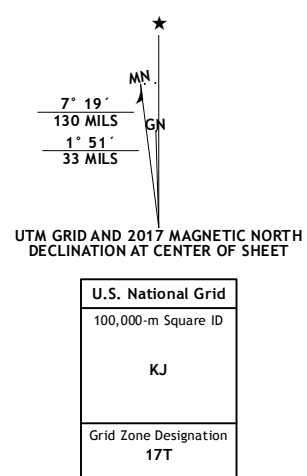 MN
7° 19´
130 MILS
GN
1° 51´
33 MILS
UTM GRID AND 2017 MAGNETIC NORTH
DECLINATION AT CENTER OF SHEET
U.S. National Grid
100,000-m Square ID
KJ
Grid Zone Designation
17T